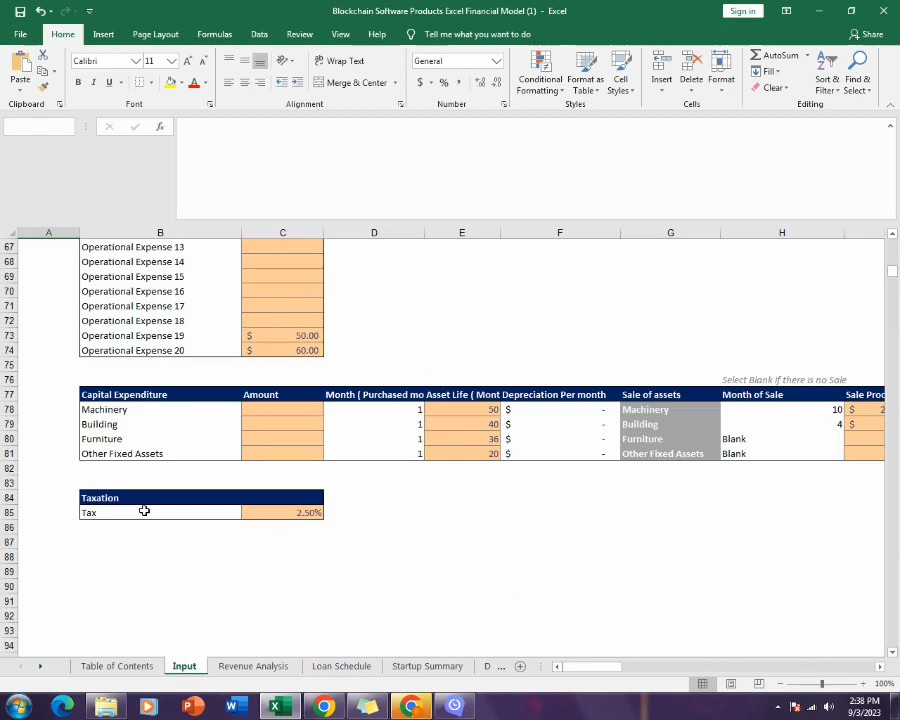 Blockchain Software Products Excel Financial Model (1) - Excel
Sign in
File Home Insert Page Layout Formulas Data Review View Help Tell me what you want to do Share
Calibri 11 Wrap Text General AutoSum
Paste Merge & Center Conditional Format as Cell Insert Delete Format Fill Sort & Find &
B I U A $ % , Formatting Table Styles Clear Filter Select
Clipboard Font Alignment Number Styles Cells Editing
fx
A B C D E F G H
67 Operational Expense 13
68 Operational Expense 14
69 Operational Expense 15
70 Operational Expense 16
71 Operational Expense 17
72 Operational Expense 18
73 Operational Expense 19 $ 50.00
74 Operational Expense 20 $ 60.00
75
76 Select Blank if there is no Sale
77 Capital Expenditure Amount Month ( Purchased mo Asset Life ( Mont Depreciation Per month Sale of assets Month of Sale Sale Proc
78 Machinery 1 50 $ - Machinery 10 $ 2
79 Building 1 40 $ - Building 4 $
80 Furniture 1 36 $ - Furniture Blank
81 Other Fixed Assets 1 20 $ - Other Fixed Assets Blank
82
83
84 Taxation
85 Tax 2.50%
86
87
88
89
90
91
92
93
94
Table of Contents Input Revenue Analysis Loan Schedule Startup Summary D ...
100%
2:38 PM
9/3/2023